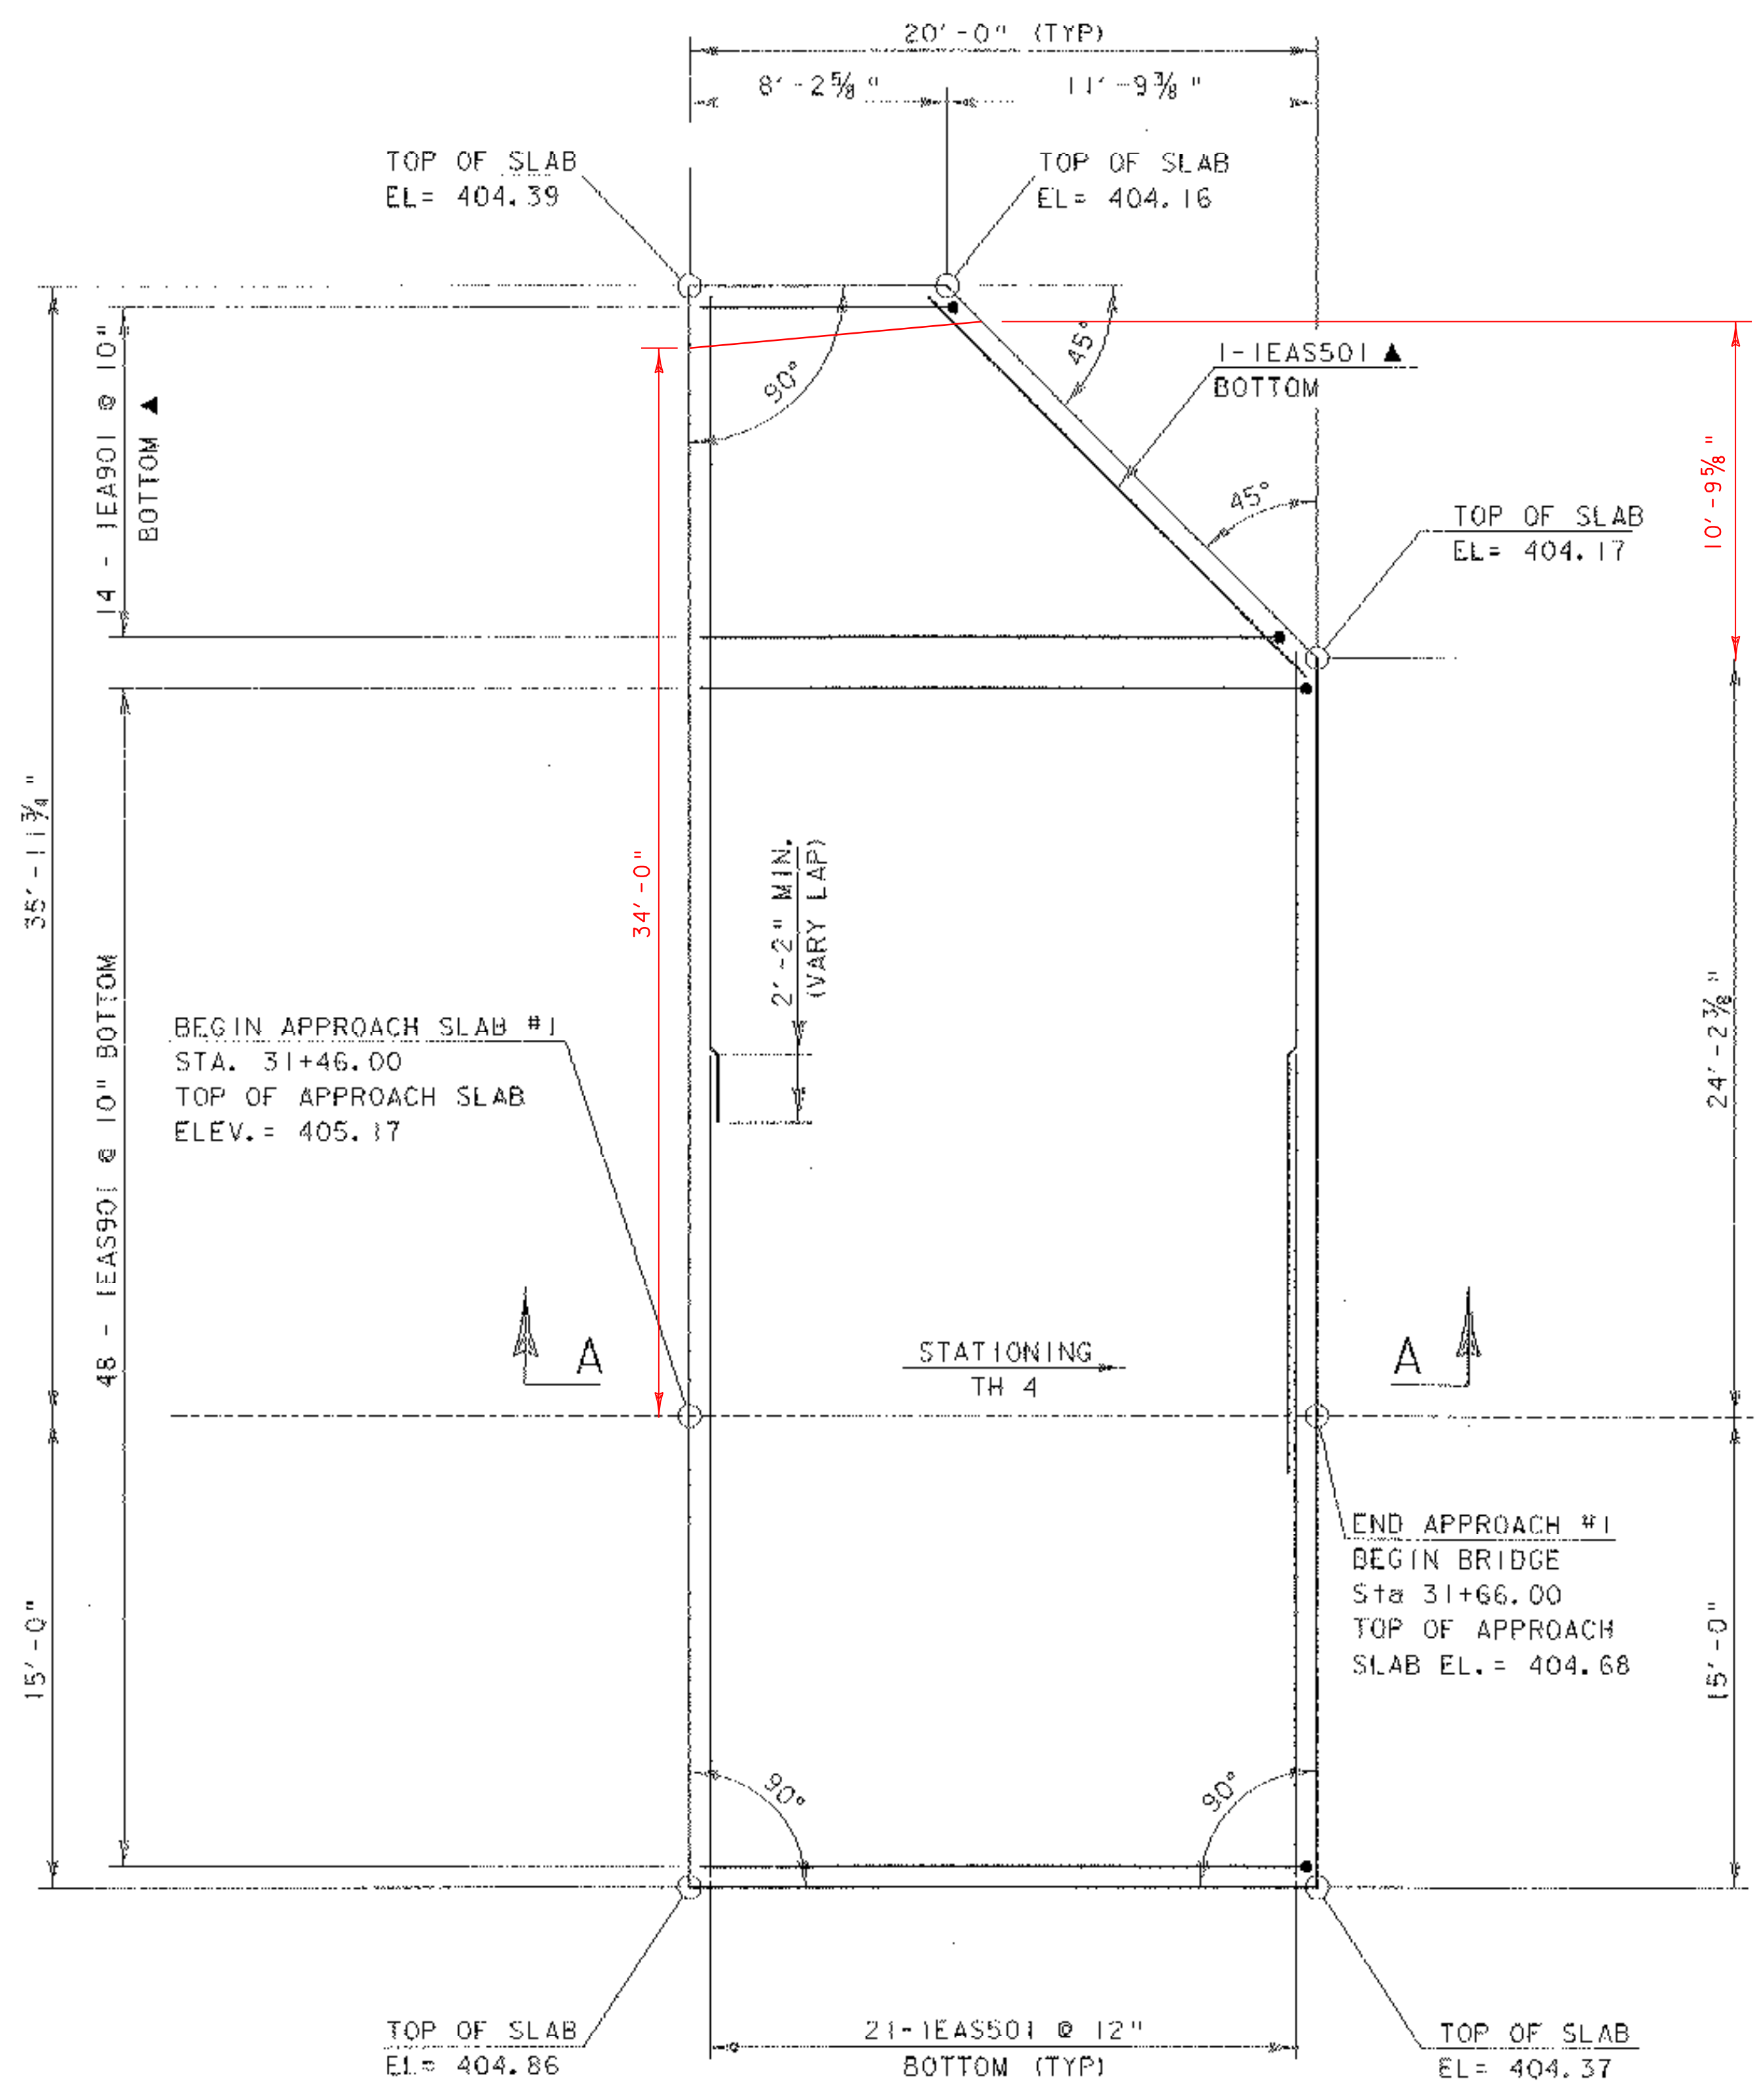 20'-0" (TYP)
8'-2⅝"
11'-9⅜"
TOP OF SLAB
EL= 404.39
TOP OF SLAB
EL= 404.16
14 - 1EA901 @ 10"
BOTTOM ▲
90°
45°
1-1EAS501 ▲
BOTTOM
45°
10'-9⅝"
TOP OF SLAB
EL= 404.17
35'-11¾"
34'-0"
2'-2" MIN.
(VARY LAP)
24'-2⅜"
48 - 1EAS901 @ 10" BOTTOM
BEGIN APPROACH SLAB #1
STA. 31+46.00
TOP OF APPROACH SLAB
ELEV.= 405.17
A
STATIONING
TH 4
A
END APPROACH #1
BEGIN BRIDGE
Sta 31+66.00
TOP OF APPROACH
SLAB EL.= 404.68
15'-0"
15'-0"
90°
90°
TOP OF SLAB
EL= 404.86
21-1EAS501 @ 12"
BOTTOM (TYP)
TOP OF SLAB
EL= 404.37